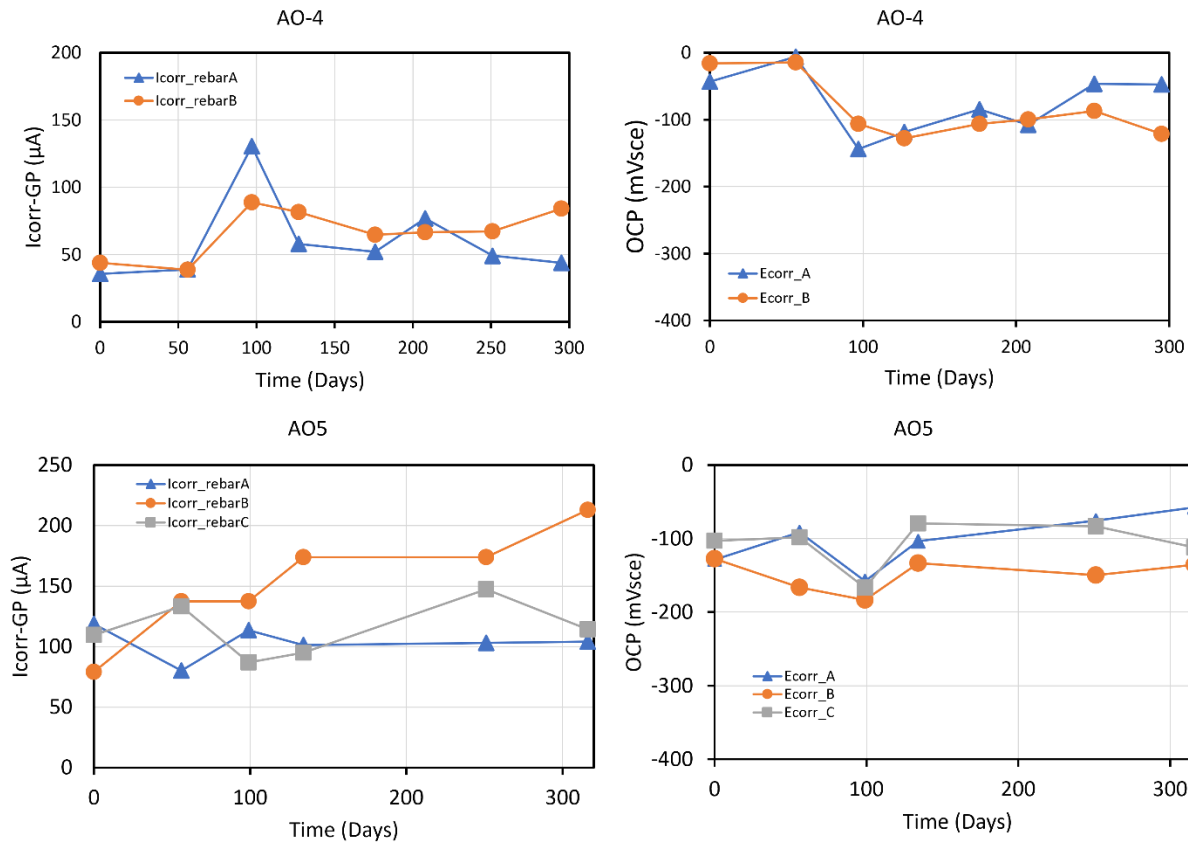 AO-4
200
150
100
50
0
Icorr-GP (µA)
Icorr_rebarA
Icorr_rebarB
0 50 100 150 200 250 300
Time (Days)
AO-4
0
-100
-200
-300
-400
OCP (mVsce)
Ecorr_A
Ecorr_B
0 100 200 300
Time (Days)
AO5
250
200
150
100
50
0
Icorr-GP (µA)
Icorr_rebarA
Icorr_rebarB
Icorr_rebarC
0 100 200 300
Time (Days)
AO5
0
-100
-200
-300
-400
OCP (mVsce)
Ecorr_A
Ecorr_B
Ecorr_C
0 100 200 300
Time (Days)